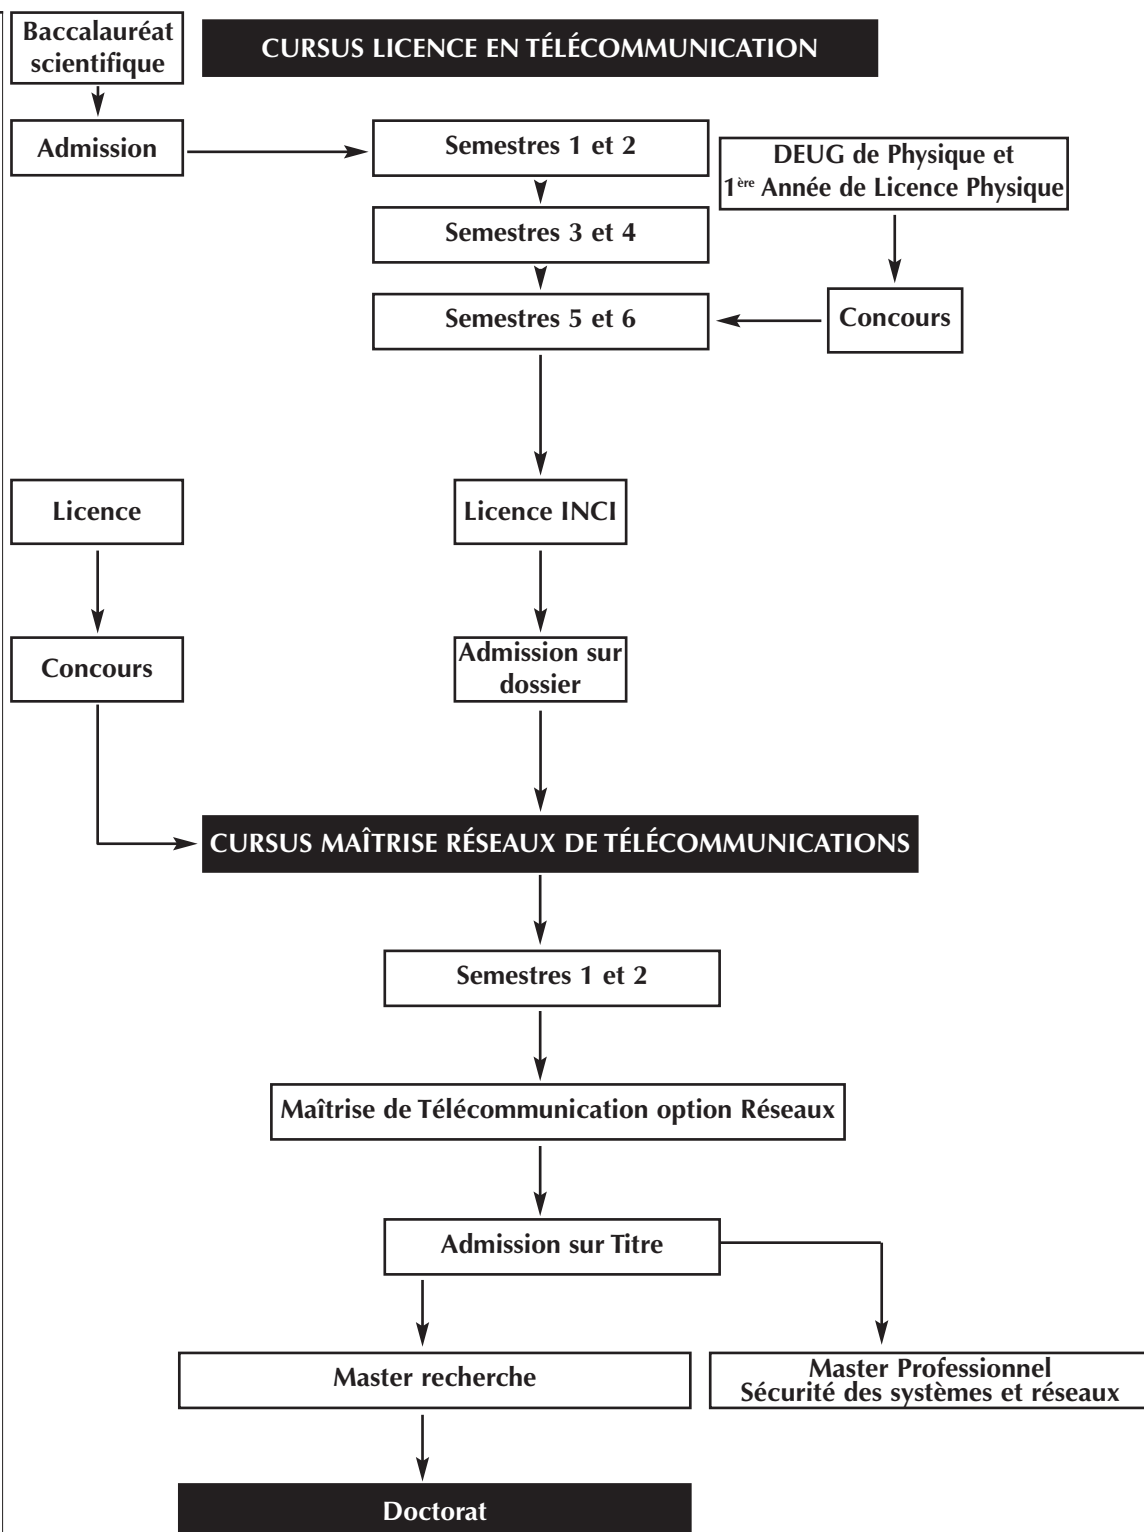 Baccalauréat
scientifique
CURSUS LICENCE EN TÉLÉCOMMUNICATION
Admission
Semestres 1 et 2
DEUG de Physique et
1ère Année de Licence Physique
Semestres 3 et 4
Semestres 5 et 6
Concours
Licence
Licence INCI
Concours
Admission sur
dossier
CURSUS MAÎTRISE RÉSEAUX DE TÉLÉCOMMUNICATIONS
Semestres 1 et 2
Maîtrise de Télécommunication option Réseaux
Admission sur Titre
Master recherche
Master Professionnel
Sécurité des systèmes et réseaux
Doctorat